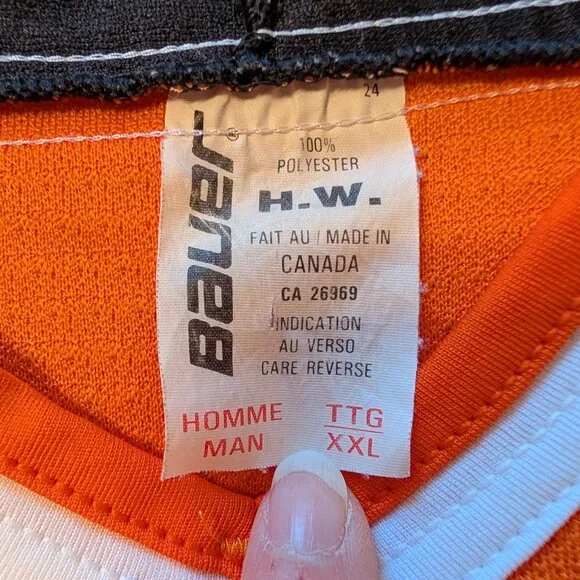 24
Bauer®
100%
POLYESTER
H.W.
FAIT AU / MADE IN
CANADA
CA 26969
INDICATION
AU VERSO
CARE REVERSE
HOMME TTG
MAN XXL